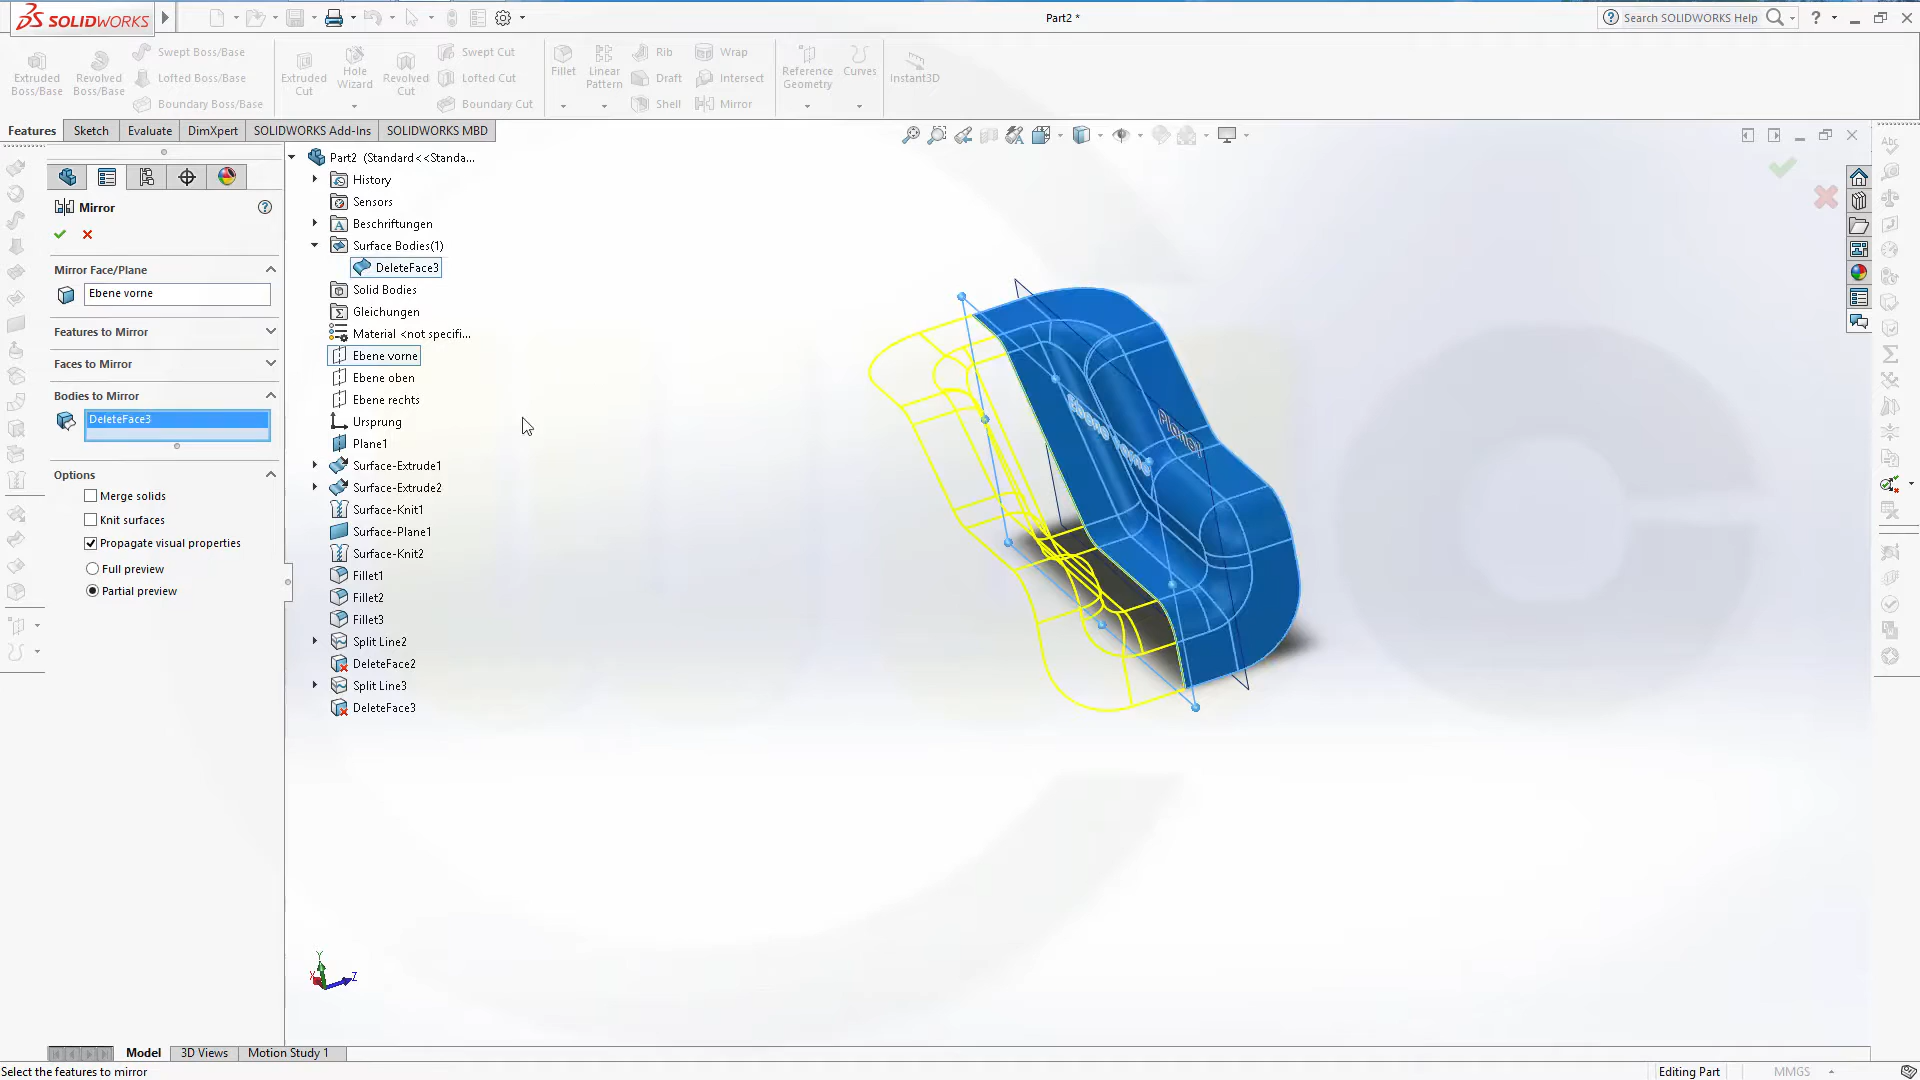 SOLIDWORKS
Part2 *
Search SOLIDWORKS Help
Extruded Boss/Base
Revolved Boss/Base
Swept Boss/Base
Lofted Boss/Base
Boundary Boss/Base
Extruded Cut
Hole Wizard
Revolved Cut
Swept Cut
Lofted Cut
Boundary Cut
Fillet
Linear Pattern
Rib
Draft
Shell
Wrap
Intersect
Mirror
Reference Geometry
Curves
Instant3D
Features
Sketch
Evaluate
DimXpert
SOLIDWORKS Add-Ins
SOLIDWORKS MBD
Mirror
Mirror Face/Plane
Ebene vorne
Features to Mirror
Faces to Mirror
Bodies to Mirror
DeleteFace3
Options
Merge solids
Knit surfaces
Propagate visual properties
Full preview
Partial preview
Part2 (Standard<<Standa...
History
Sensors
Beschriftungen
Surface Bodies(1)
DeleteFace3
Solid Bodies
Gleichungen
Material <not specifi...
Ebene vorne
Ebene oben
Ebene rechts
Ursprung
Plane1
Surface-Extrude1
Surface-Extrude2
Surface-Knit1
Surface-Plane1
Surface-Knit2
Fillet1
Fillet2
Fillet3
Split Line2
DeleteFace2
Split Line3
DeleteFace3
Ebene vorne
Plane1
Y
X
Z
Model
3D Views
Motion Study 1
Select the features to mirror
Editing Part
MMGS